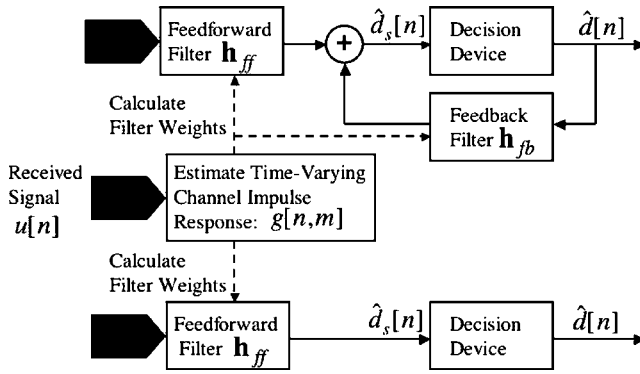 Feedforward
Filter h_ff
+
d̂_s[n]
Decision
Device
d̂[n]
Calculate
Filter Weights
Feedback
Filter h_fb
Received
Signal
u[n]
Estimate Time-Varying
Channel Impulse
Response: g[n,m]
Calculate
Filter Weights
Feedforward
Filter h_ff
d̂_s[n]
Decision
Device
d̂[n]